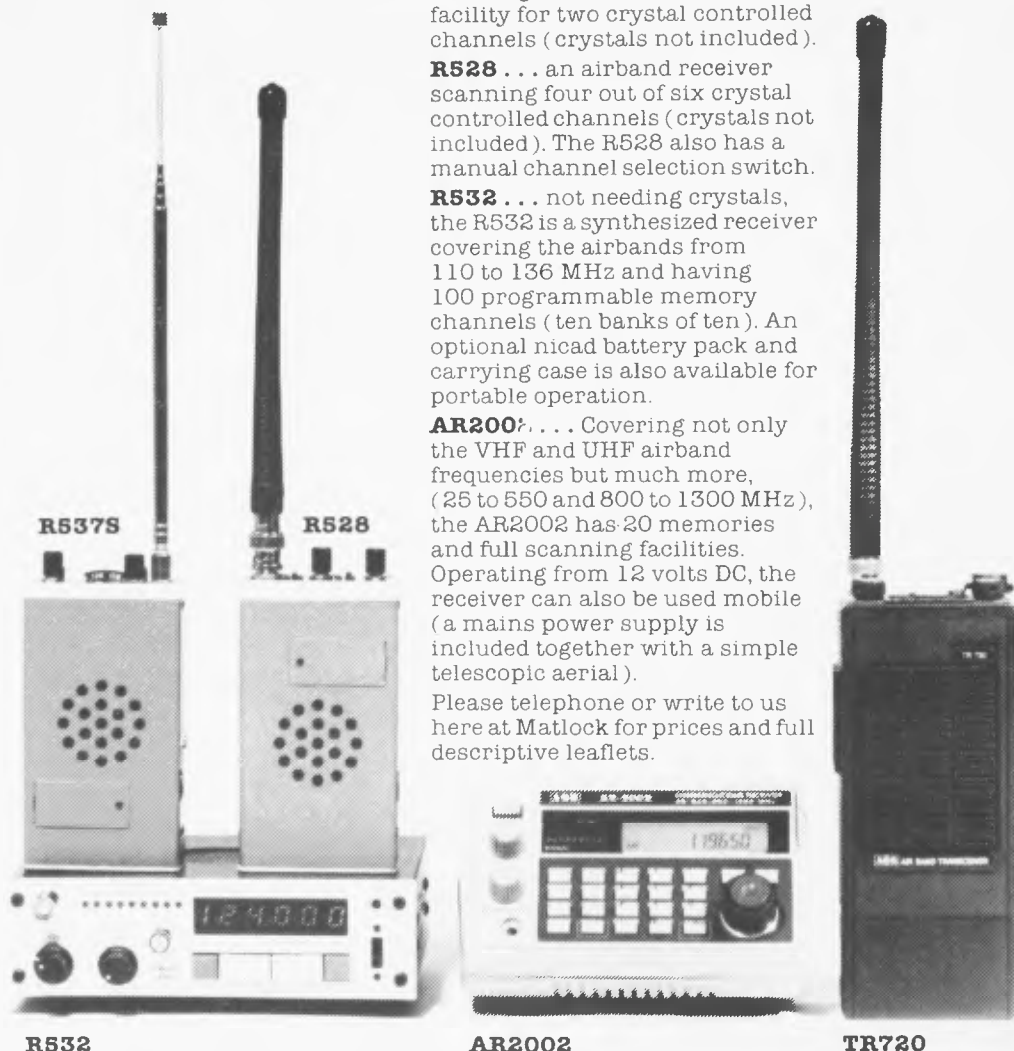 facility for two crystal controlled
channels (crystals not included).
R528 ... an airband receiver
scanning four out of six crystal
controlled channels (crystals not
included). The R528 also has a
manual channel selection switch.
R532 ... not needing crystals,
the R532 is a synthesized receiver
covering the airbands from
110 to 136 MHz and having
100 programmable memory
channels (ten banks of ten). An
optional nicad battery pack and
carrying case is also available for
portable operation.
.... Covering not only
the VHF and UHF airband
frequencies but much more,
(25 to 550 and 800 to 1300 MHz),
the AR2002 has 20 memories
and full scanning facilities.
Operating from 12 volts DC, the
receiver can also be used mobile
(a mains power supply is
included together with a simple
telescopic aerial).
Please telephone or write to us
here at Matlock for prices and full
descriptive leaflets.
R537S
R528
124.000
119.650
AIR BAND TRANSCEIVER
R532
AR2002
TR720